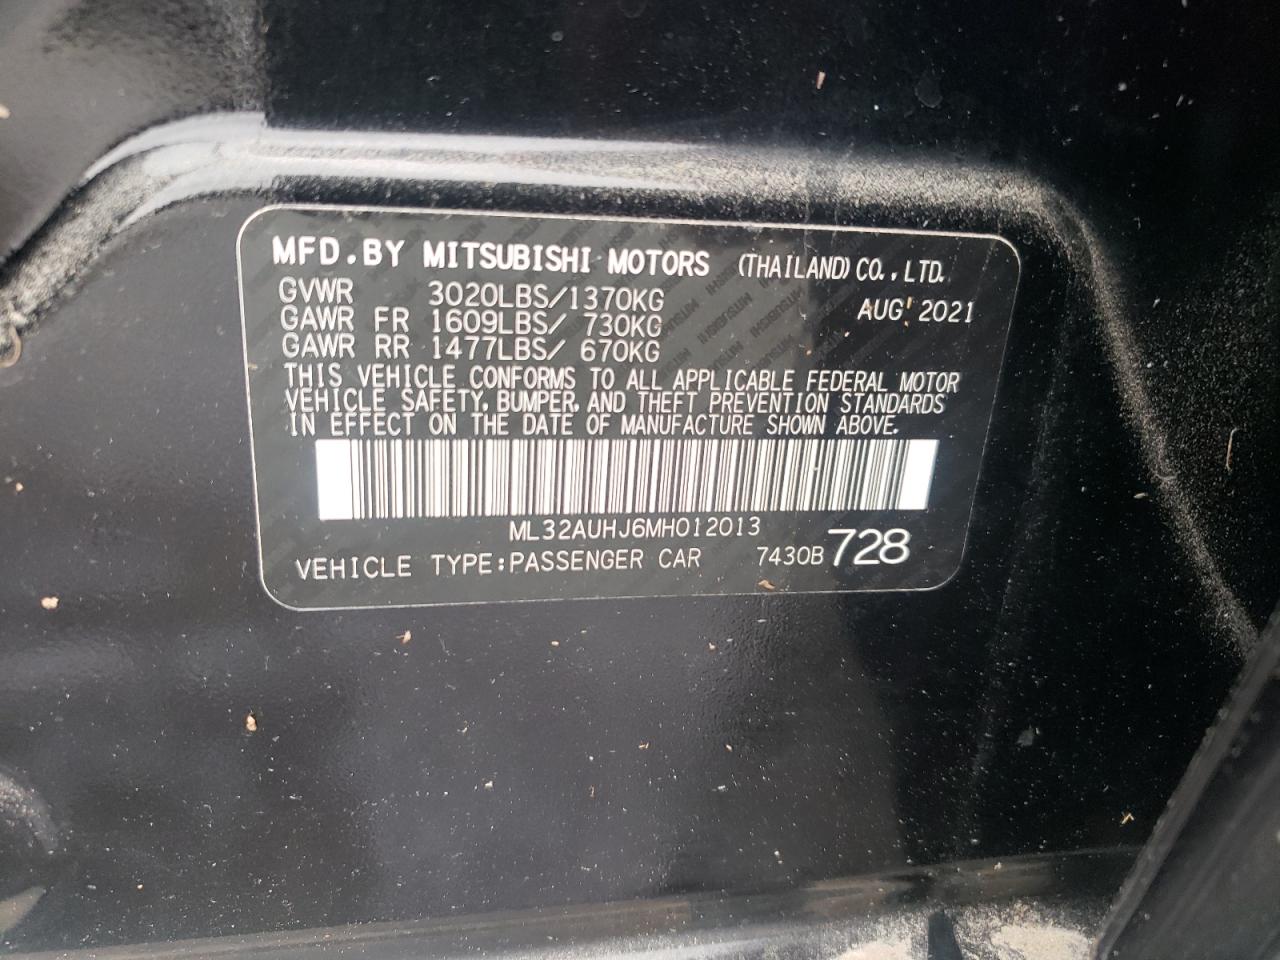 MFD.BY MITSUBISHI MOTORS (THAILAND) CO.,LTD.
GVWR 3020LBS/1370KG AUG' 2021
GAWR FR 1609LBS/ 730KG
GAWR RR 1477LBS/ 670KG
THIS VEHICLE CONFORMS TO ALL APPLICABLE FEDERAL MOTOR
VEHICLE SAFETY, BUMPER, AND THEFT PREVENTION STANDARDS
IN EFFECT ON THE DATE OF MANUFACTURE SHOWN ABOVE.
ML32AUHJ6MH012013
VEHICLE TYPE:PASSENGER CAR 7430B 728